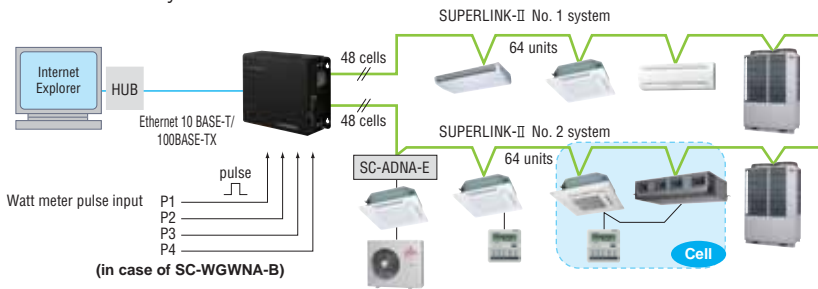 SUPERLINK-II No. 1 system
48 cells
64 units
Internet
Explorer
HUB
Ethernet 10 BASE-T/
100BASE-TX
48 cells
SUPERLINK-II No. 2 system
64 units
SC-ADNA-E
pulse
Watt meter pulse input
P1
P2
P3
P4
(in case of SC-WGWNA-B)
Cell